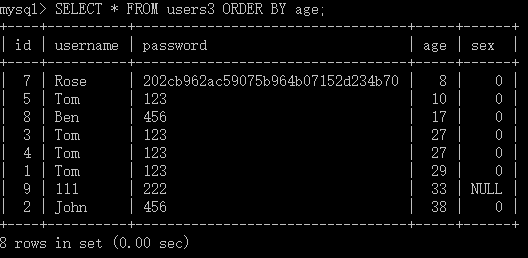 mysql> SELECT * FROM users3 ORDER BY age;
+----+----------+----------------------------------+-----+------+
| id | username | password                         | age | sex  |
+----+----------+----------------------------------+-----+------+
|  7 | Rose     | 202cb962ac59075b964b07152d234b70 |   8 |    0 |
|  5 | Tom      | 123                              |  10 |    0 |
|  8 | Ben      | 456                              |  17 |    0 |
|  3 | Tom      | 123                              |  27 |    0 |
|  4 | Tom      | 123                              |  27 |    0 |
|  1 | Tom      | 123                              |  29 |    0 |
|  9 | 111      | 222                              |  33 | NULL |
|  2 | John     | 456                              |  38 |    0 |
+----+----------+----------------------------------+-----+------+
8 rows in set (0.00 sec)